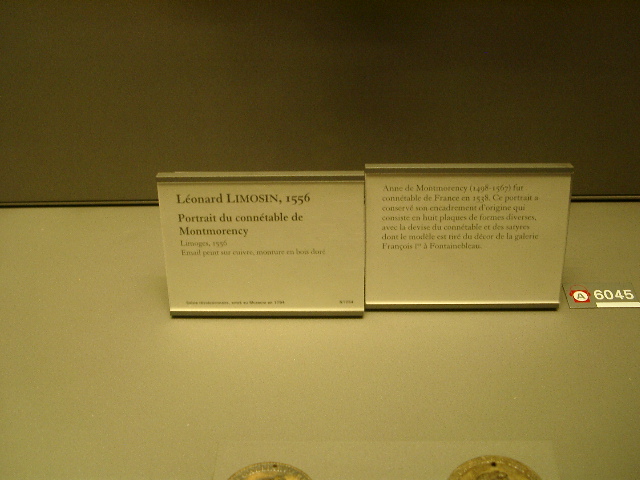 Léonard LIMOSIN, 1556
Portrait du connétable de
Montmorency
Limoges, 1556
Email peint sur cuivre, monture en bois doré
Anne de Montmorency (1498-1567) fut
connétable de France en 1538. Ce portrait a
conservé son encadrement d'origine qui
consiste en huit plaques de formes diverses,
avec la devise du connétable et des satyres
dont le modèle est tiré du décor de la galerie
François Iᵉʳ à Fontainebleau.
A 6045